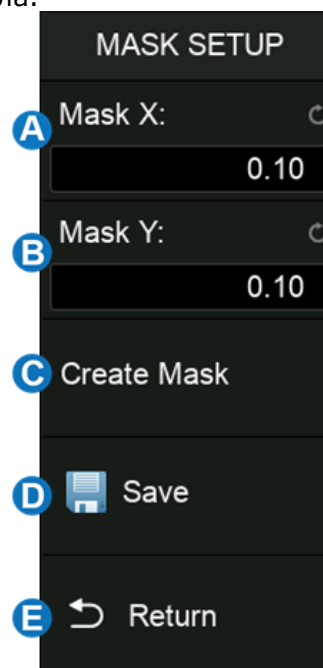 MASK SETUP
A Mask X:
0.10
B Mask Y:
0.10
C Create Mask
D Save
E Return